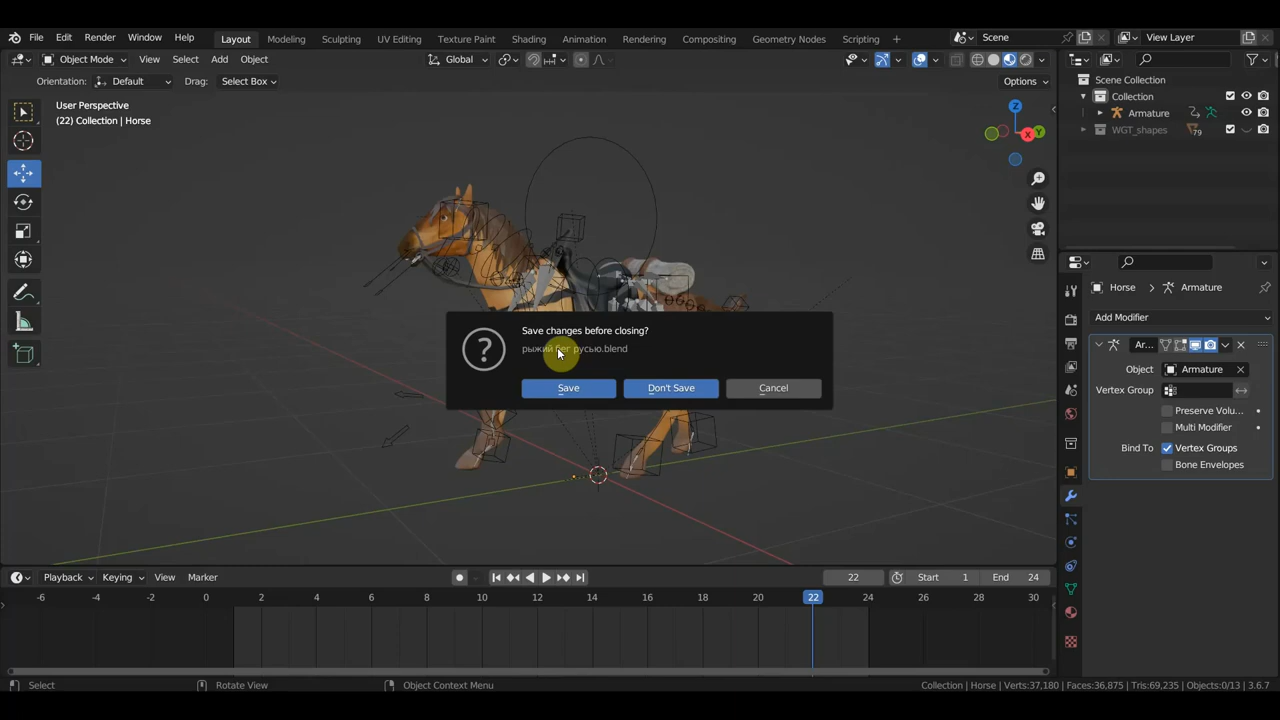 File Edit Render Window Help Layout Modeling Sculpting UV Editing Texture Paint Shading Animation Rendering Compositing Geometry Nodes Scripting + Scene View Layer
Object Mode View Select Add Object Global Options
Orientation: Default Drag: Select Box
User Perspective
(22) Collection | Horse
Z
X
Y
Scene Collection
Collection
Armature
WGT_shapes 79
Horse > Armature
Add Modifier
Ar...
Object Armature
Vertex Group
Preserve Volu...
Multi Modifier
Bind To Vertex Groups
Bone Envelopes
Save changes before closing?
рыжий бег русью.blend
Save Don't Save Cancel
Playback Keying View Marker 22 Start 1 End 24
-6 -4 -2 0 2 4 6 8 10 12 14 16 18 20 22 24 26 28 30
Select Rotate View Object Context Menu Collection | Horse | Verts:37,180 | Faces:36,875 | Tris:69,235 | Objects:0/13 | 3.6.7